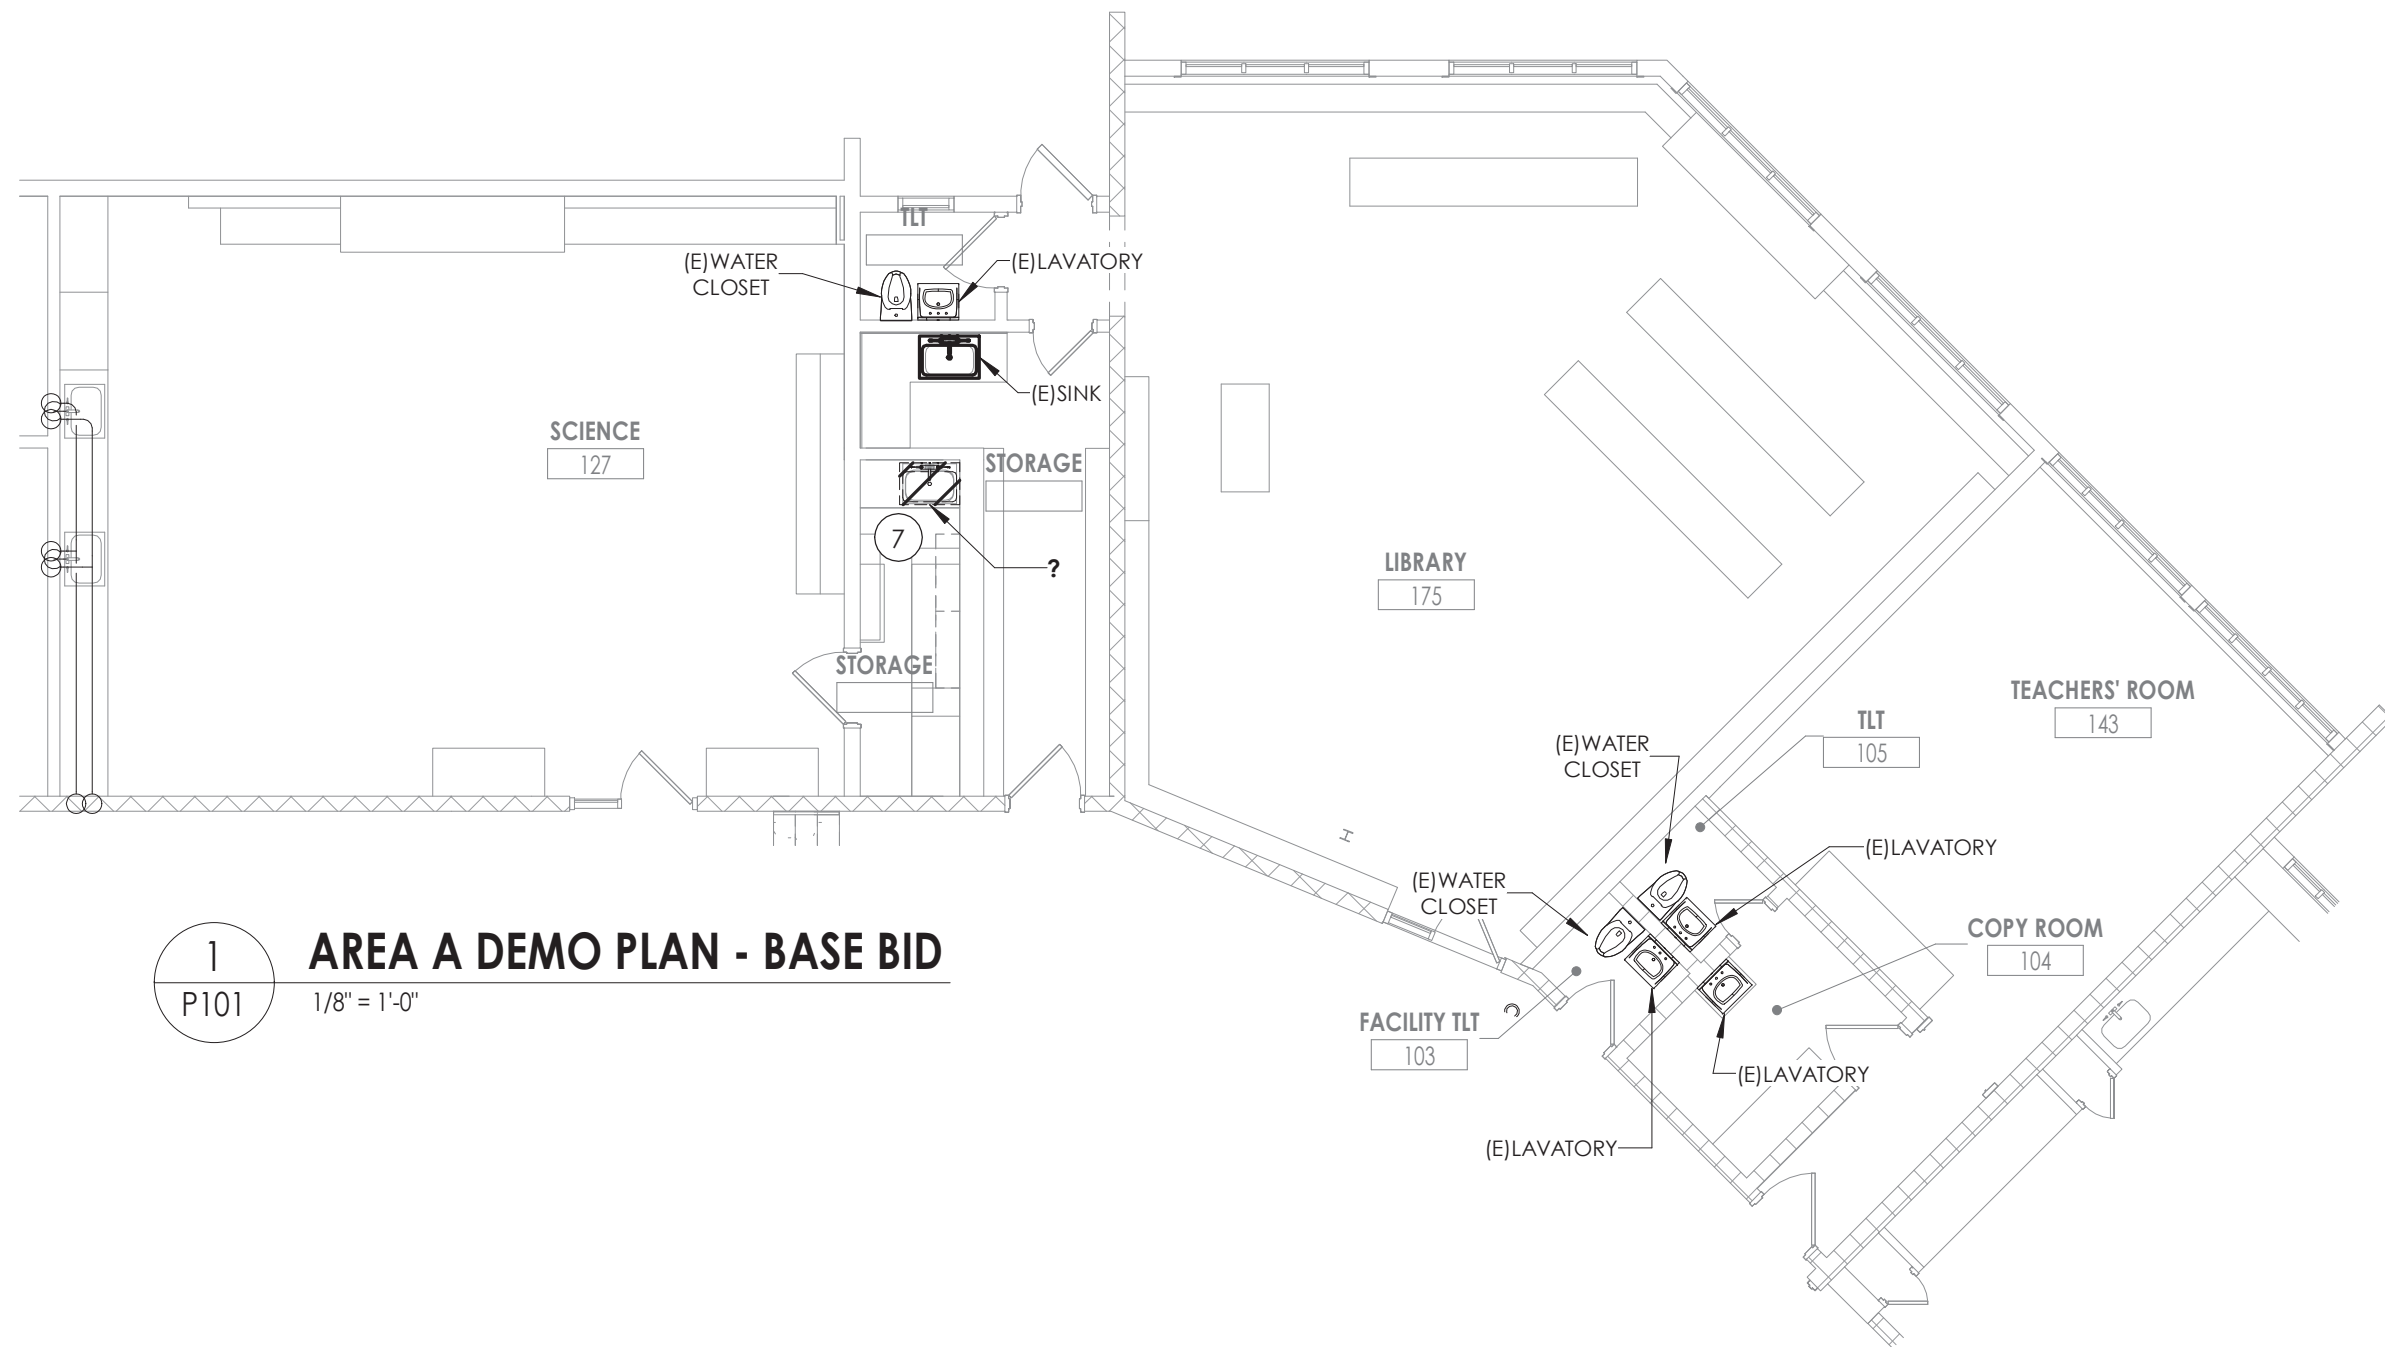 TLT
(E)WATER
CLOSET
(E)LAVATORY
(E)SINK
SCIENCE
127
STORAGE
7
?
STORAGE
LIBRARY
175
TEACHERS' ROOM
143
TLT
105
(E)WATER
CLOSET
(E)LAVATORY
(E)WATER
CLOSET
COPY ROOM
104
FACILITY TLT
103
(E)LAVATORY
(E)LAVATORY
1
P101
AREA A DEMO PLAN - BASE BID
1/8" = 1'-0"